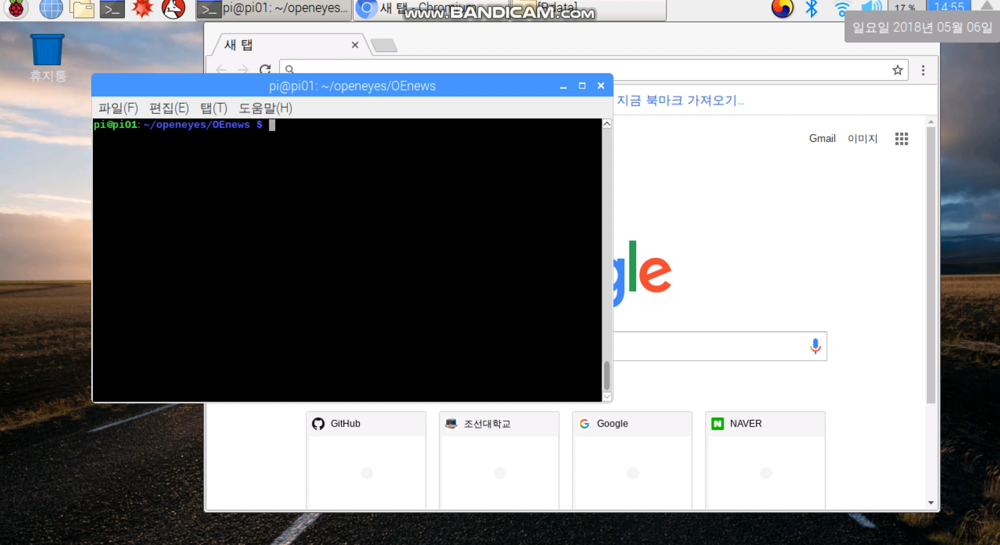 pi@pi01: ~/openeyes...
새 탭 - Chromium
[R data]
www.BANDICAM.com
17 %
14:55
일요일 2018년 05월 06일
휴지통
새 탭
pi@pi01: ~/openeyes/OEnews
지금 북마크 가져오기...
파일(F) 편집(E) 탭(T) 도움말(H)
pi@pi01: ~/openeyes/OEnews $
Gmail 이미지
gle
GitHub
조선대학교
Google
NAVER